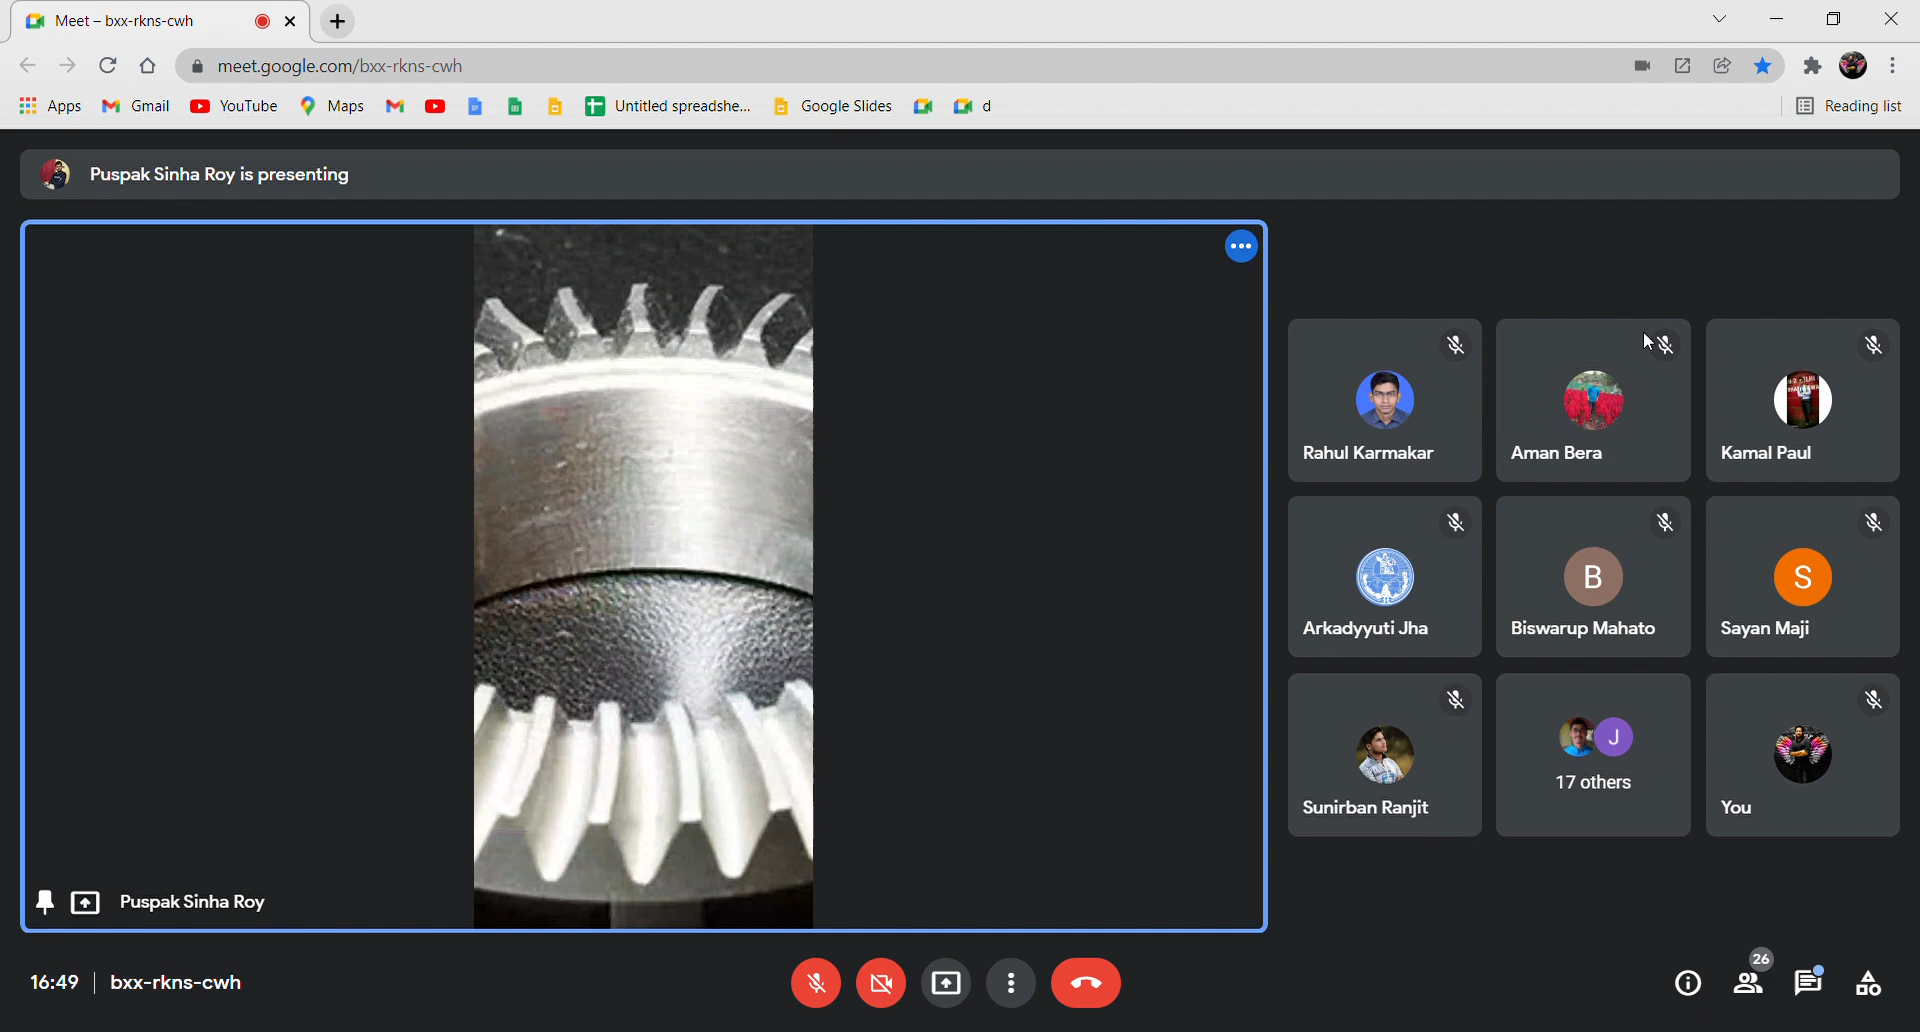 Meet – bxx-rkns-cwh
meet.google.com/bxx-rkns-cwh
Apps Gmail YouTube Maps Untitled spreadshe... Google Slides d Reading list
Puspak Sinha Roy is presenting
Rahul Karmakar
Aman Bera
Kamal Paul
Arkadyyuti Jha
B
Biswarup Mahato
S
Sayan Maji
Sunirban Ranjit
J
17 others
You
Puspak Sinha Roy
16:49 | bxx-rkns-cwh
26